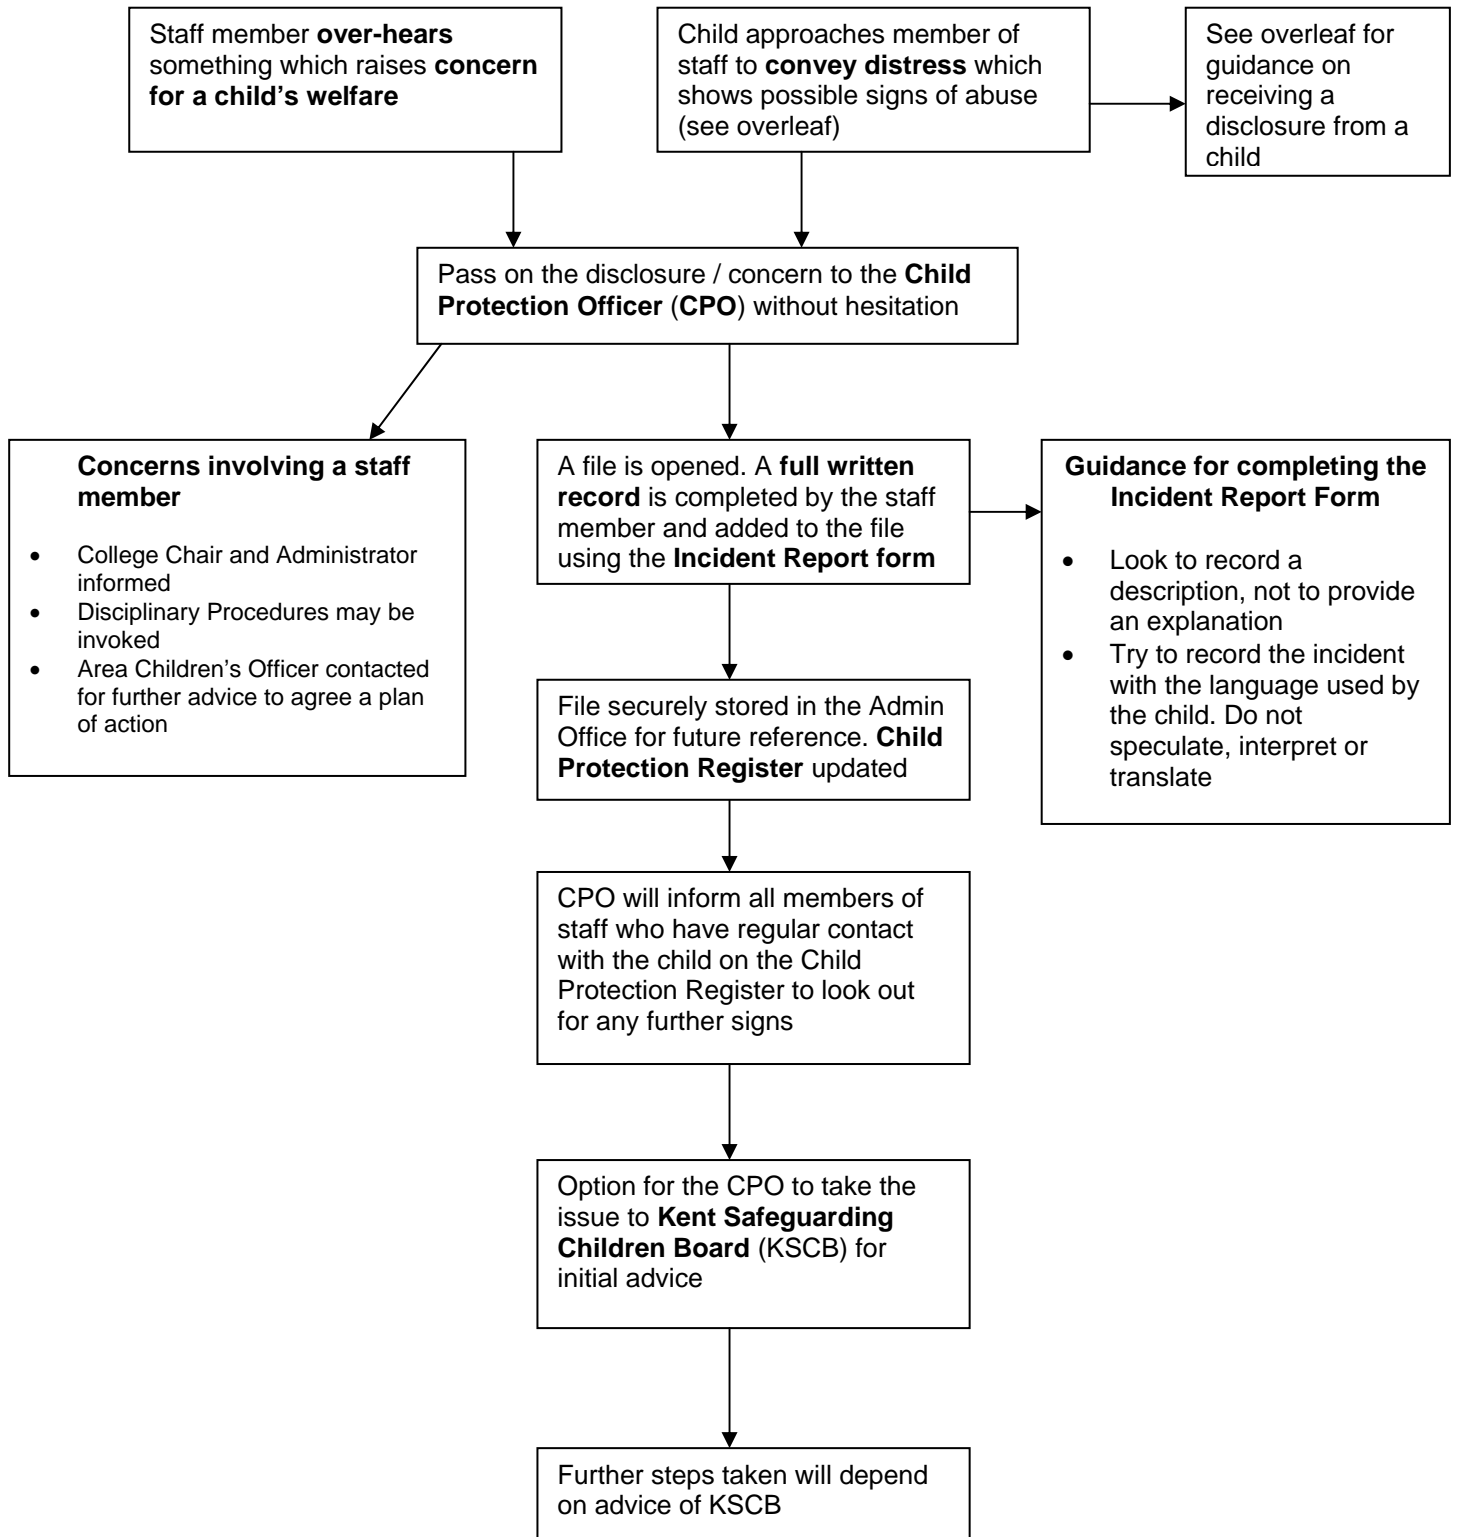 Staff member over-hears
something which raises concern
for a child's welfare
Child approaches member of
staff to convey distress which
shows possible signs of abuse
(see overleaf)
See overleaf for
guidance on
receiving a
disclosure from a
child
Pass on the disclosure / concern to the Child
Protection Officer (CPO) without hesitation
Concerns involving a staff
member
• College Chair and Administrator
informed
• Disciplinary Procedures may be
invoked
• Area Children's Officer contacted
for further advice to agree a plan
of action
A file is opened. A full written
record is completed by the staff
member and added to the file
using the Incident Report form
Guidance for completing the
Incident Report Form
• Look to record a
description, not to provide
an explanation
• Try to record the incident
with the language used by
the child. Do not
speculate, interpret or
translate
File securely stored in the Admin
Office for future reference. Child
Protection Register updated
CPO will inform all members of
staff who have regular contact
with the child on the Child
Protection Register to look out
for any further signs
Option for the CPO to take the
issue to Kent Safeguarding
Children Board (KSCB) for
initial advice
Further steps taken will depend
on advice of KSCB